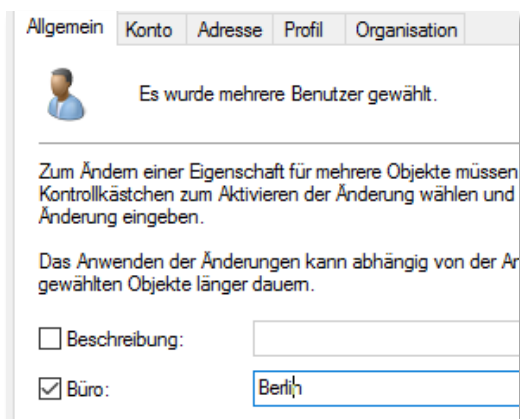 Allgemein Konto Adresse Profil Organisation
Es wurde mehrere Benutzer gewählt.
Zum Ändern einer Eigenschaft für mehrere Objekte müssen
Kontrollkästchen zum Aktivieren der Änderung wählen und
Änderung eingeben.
Das Anwenden der Änderungen kann abhängig von der
gewählten Objekte länger dauern.
Beschreibung:
Büro: Berlin